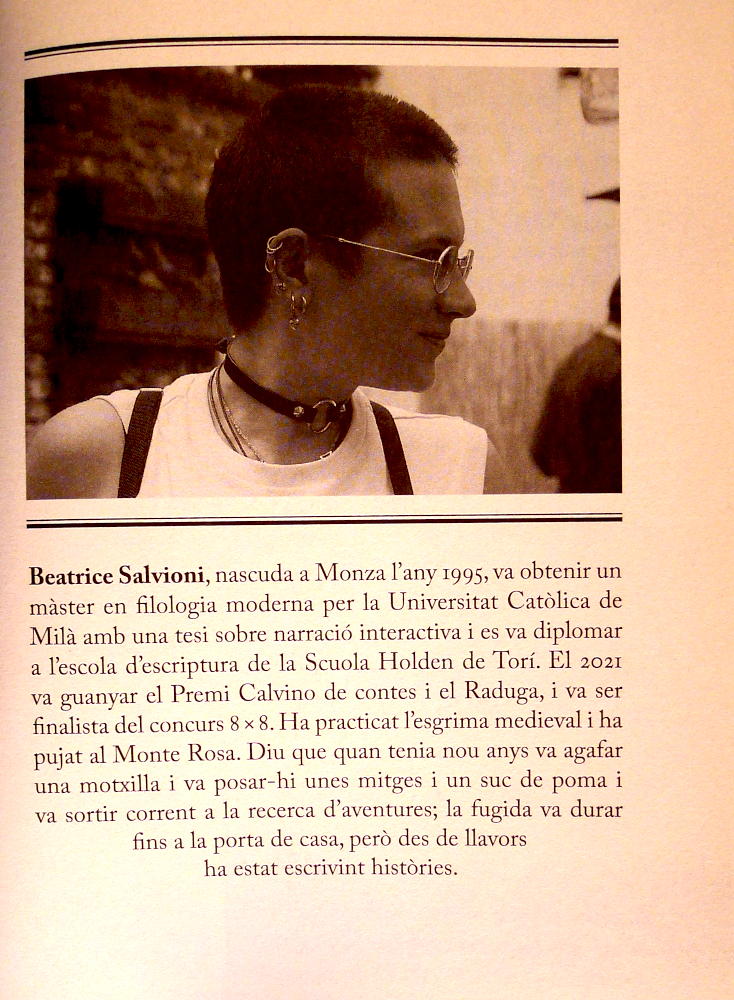 Beatrice Salvioni, nascuda a Monza l'any 1995, va obtenir un
màster en filologia moderna per la Universitat Catòlica de
Milà amb una tesi sobre narració interactiva i es va diplomar
a l'escola d'escriptura de la Scuola Holden de Torí. El 2021
va guanyar el Premi Calvino de contes i el Raduga, i va ser
finalista del concurs 8 × 8. Ha practicat l'esgrima medieval i ha
pujat al Monte Rosa. Diu que quan tenia nou anys va agafar
una motxilla i va posar-hi unes mitges i un suc de poma i
va sortir corrent a la recerca d'aventures; la fugida va durar
fins a la porta de casa, però des de llavors
ha estat escrivint històries.